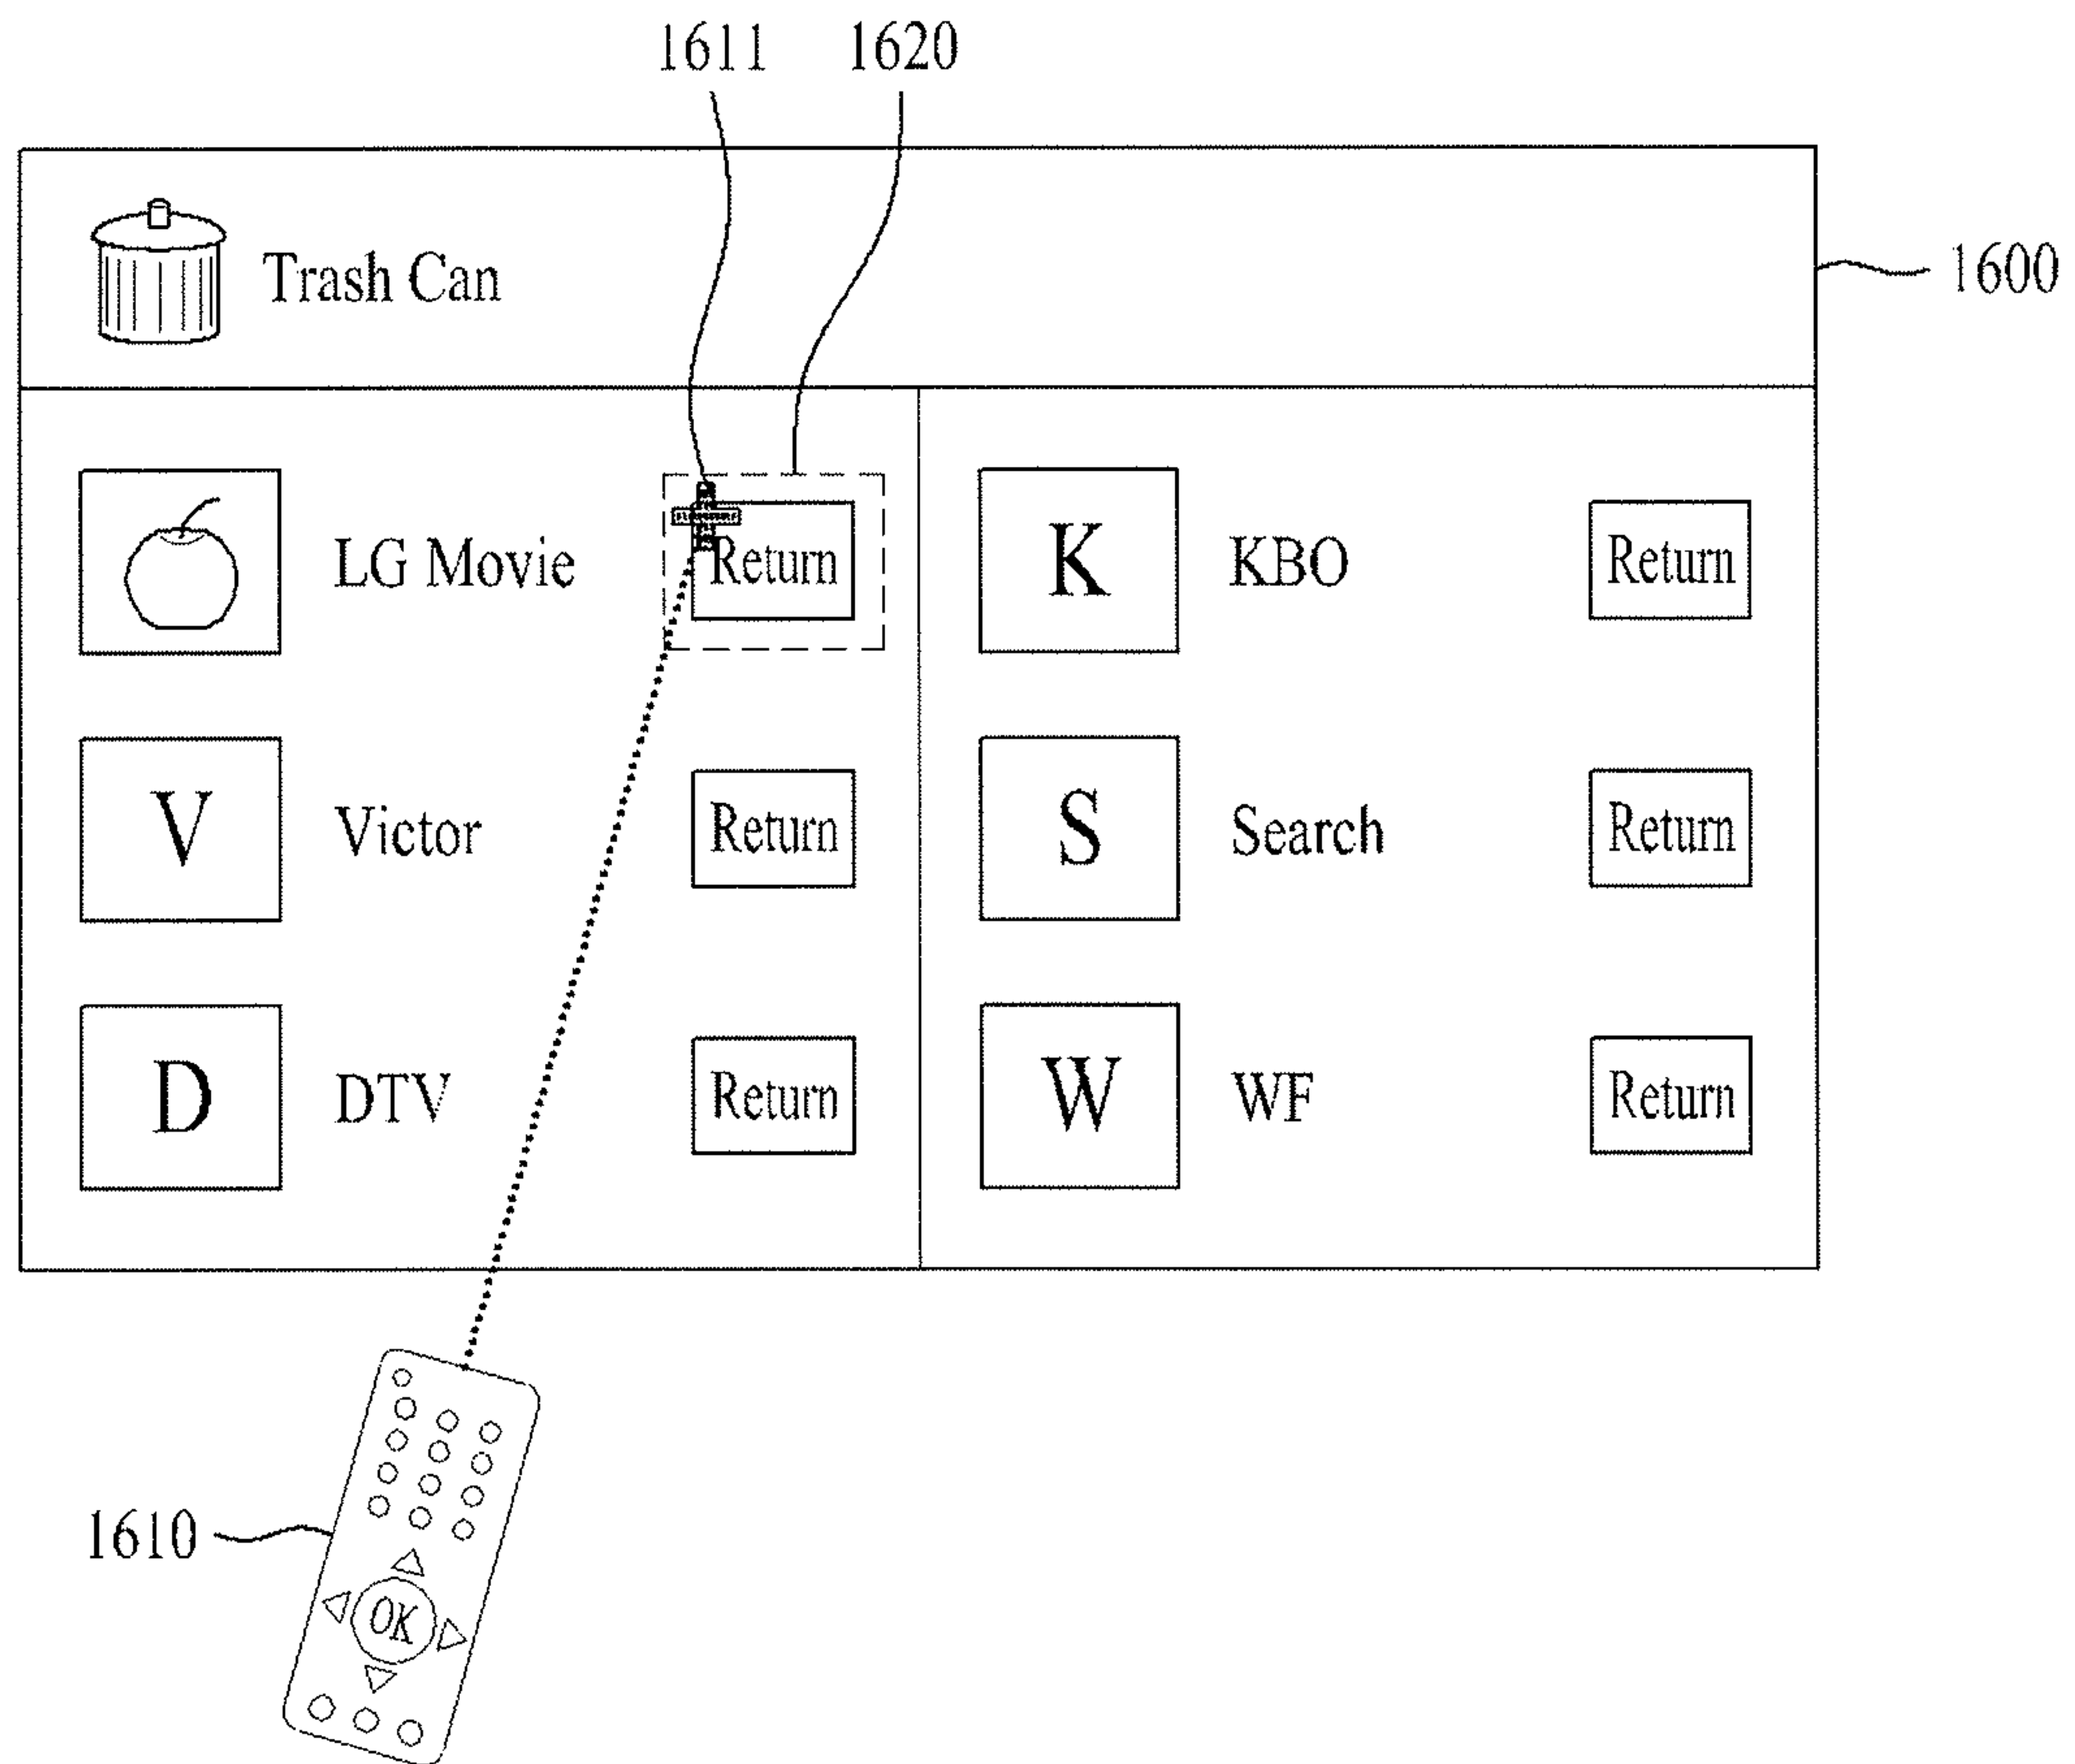 1611 1620
Trash Can
1600
LG Movie Return
K KBO Return
V Victor Return
S Search Return
D DTV Return
W WF Return
1610
OK